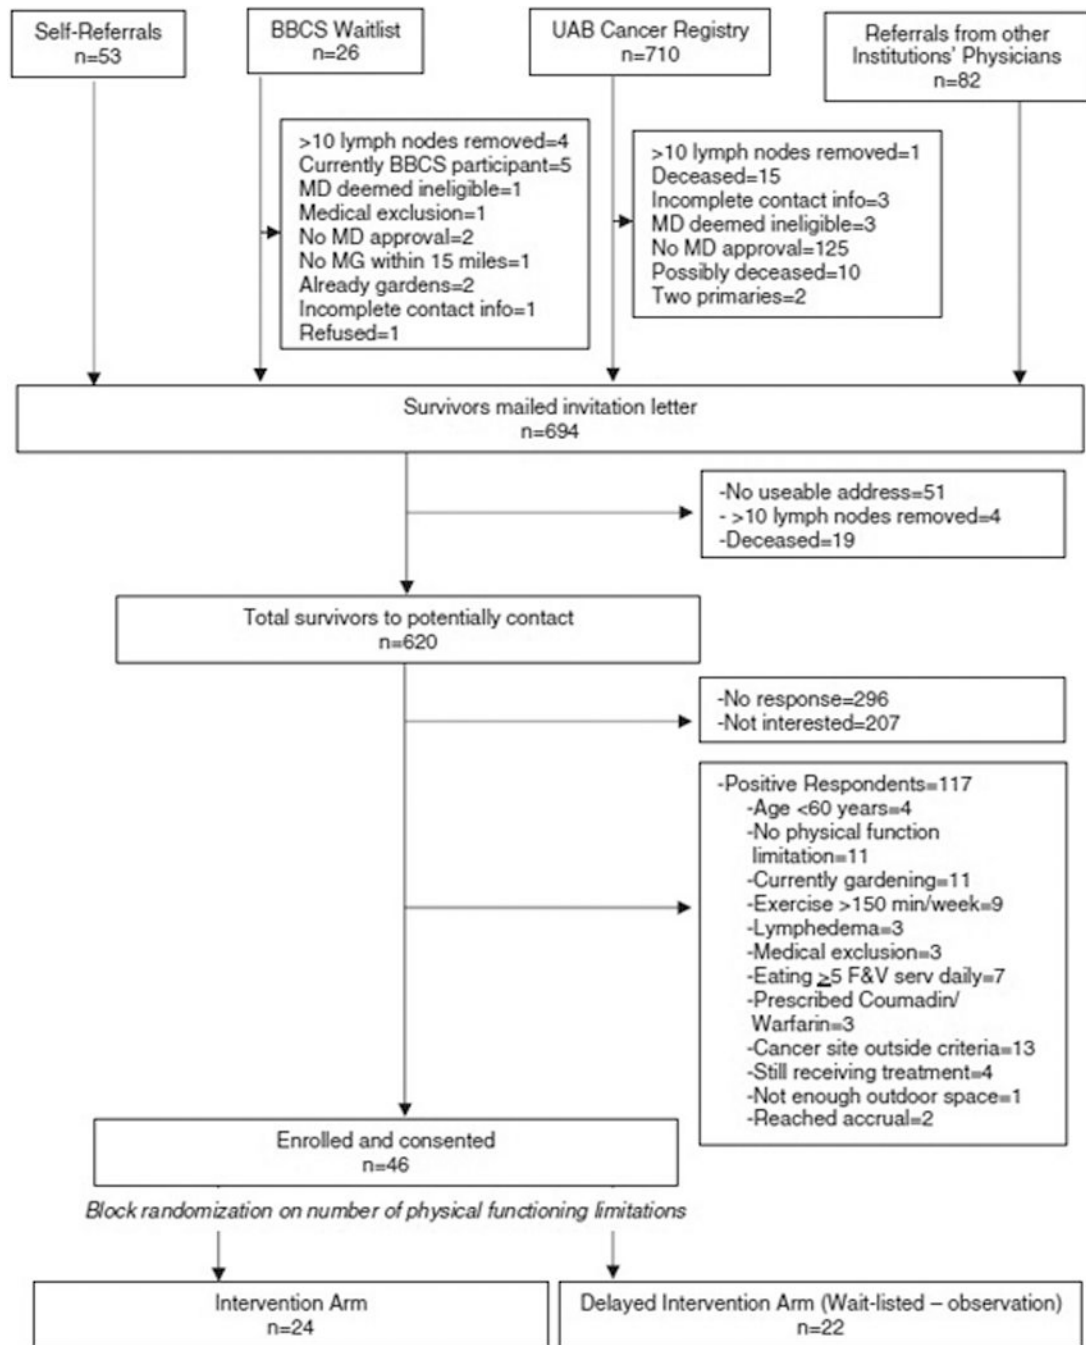 Self-Referrals
n=53
BBCS Waitlist
n=26
UAB Cancer Registry
n=710
Referrals from other
Institutions' Physicians
n=82
>10 lymph nodes removed=4
Currently BBCS participant=5
MD deemed ineligible=1
Medical exclusion=1
No MD approval=2
No MG within 15 miles=1
Already gardens=2
Incomplete contact info=1
Refused=1
>10 lymph nodes removed=1
Deceased=15
Incomplete contact info=3
MD deemed ineligible=3
No MD approval=125
Possibly deceased=10
Two primaries=2
Survivors mailed invitation letter
n=694
-No useable address=51
- >10 lymph nodes removed=4
-Deceased=19
Total survivors to potentially contact
n=620
-No response=296
-Not interested=207
-Positive Respondents=117
-Age <60 years=4
-No physical function
limitation=11
-Currently gardening=11
-Exercise >150 min/week=9
-Lymphedema=3
-Medical exclusion=3
-Eating ≥5 F&V serv daily=7
-Prescribed Coumadin/
Warfarin=3
-Cancer site outside criteria=13
-Still receiving treatment=4
-Not enough outdoor space=1
-Reached accrual=2
Enrolled and consented
n=46
Block randomization on number of physical functioning limitations
Intervention Arm
n=24
Delayed Intervention Arm (Wait-listed – observation)
n=22